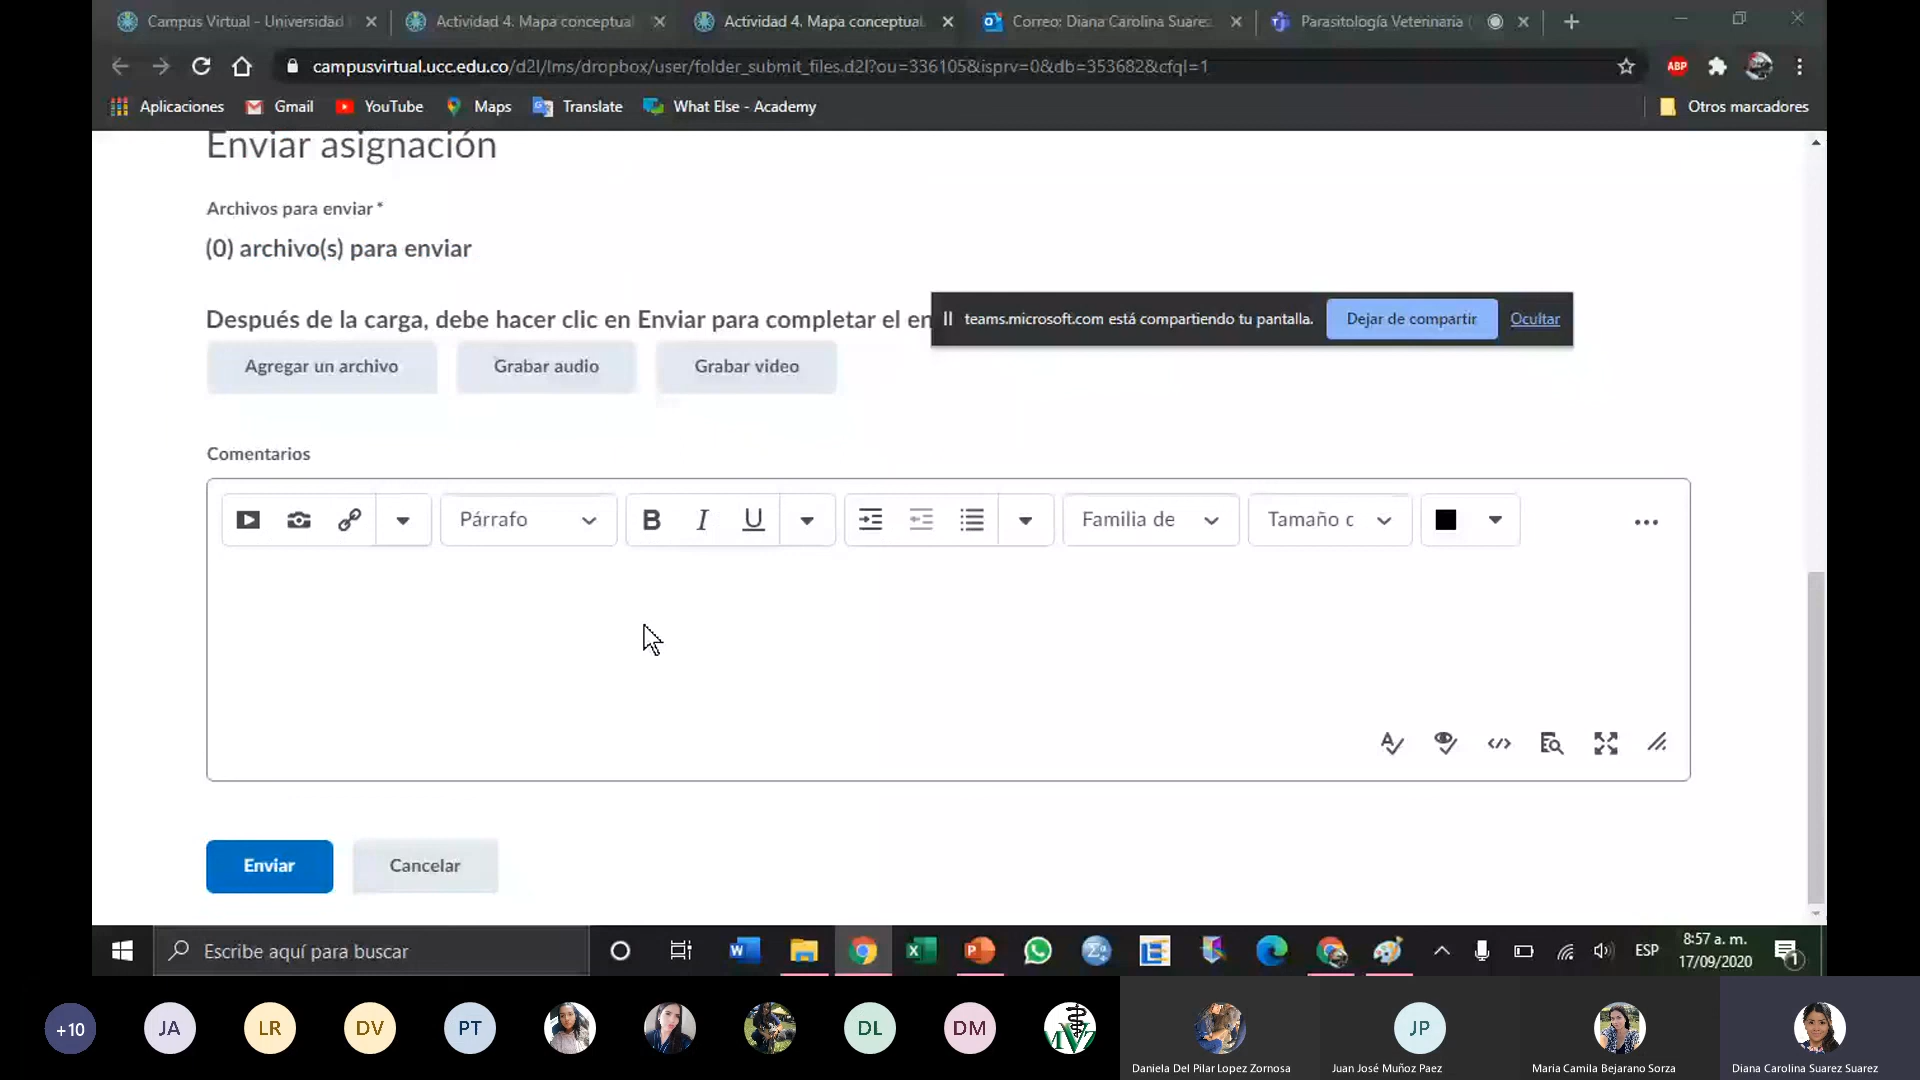 Campus Virtual - Universidad
Actividad 4. Mapa conceptual
Actividad 4. Mapa conceptual
Correo: Diana Carolina Suarez
Parasitología Veterinaria
campusvirtual.ucc.edu.co/d2l/lms/dropbox/user/folder_submit_files.d2l?ou=336105&isprv=0&db=353682&cfql=1
ABP
Aplicaciones
Gmail
YouTube
Maps
Translate
What Else - Academy
Otros marcadores
Enviar asignación
Archivos para enviar *
(0) archivo(s) para enviar
Después de la carga, debe hacer clic en Enviar para completar el en
teams.microsoft.com está compartiendo tu pantalla.
Dejar de compartir
Ocultar
Agregar un archivo
Grabar audio
Grabar video
Comentarios
Párrafo
B I U
Familia de
Tamaño c
Enviar
Cancelar
Escribe aquí para buscar
ESP
8:57 a. m.
17/09/2020
1
+10
JA
LR
DV
PT
DL
DM
MVZ
JP
Daniela Del Pilar Lopez Zornosa
Juan José Muñoz Paez
Maria Camila Bejarano Sorza
Diana Carolina Suarez Suarez